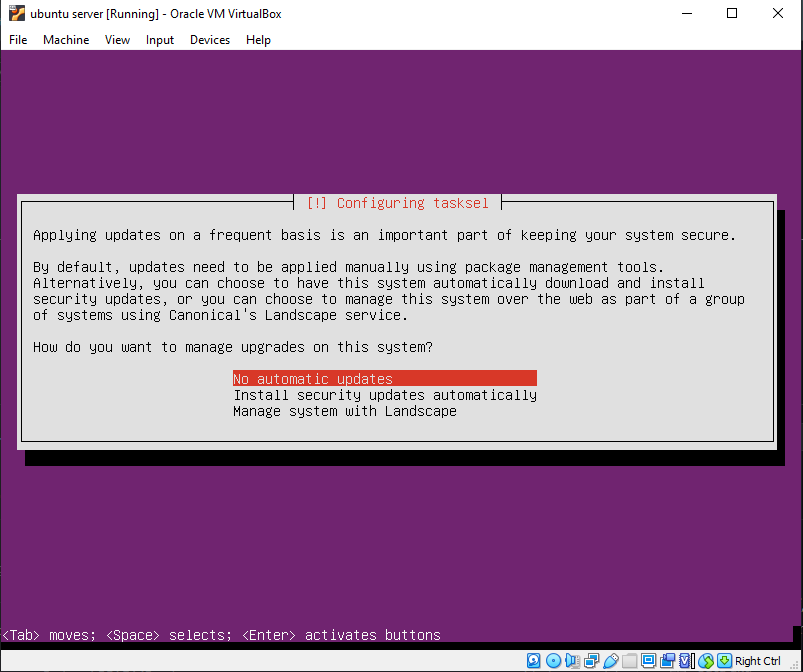 ubuntu server [Running] - Oracle VM VirtualBox
File Machine View Input Devices Help
[!] Configuring tasksel
Applying updates on a frequent basis is an important part of keeping your system secure.
By default, updates need to be applied manually using package management tools.
Alternatively, you can choose to have this system automatically download and install
security updates, or you can choose to manage this system over the web as part of a group
of systems using Canonical's Landscape service.
How do you want to manage upgrades on this system?
No automatic updates
Install security updates automatically
Manage system with Landscape
<Tab> moves; <Space> selects; <Enter> activates buttons
Right Ctrl